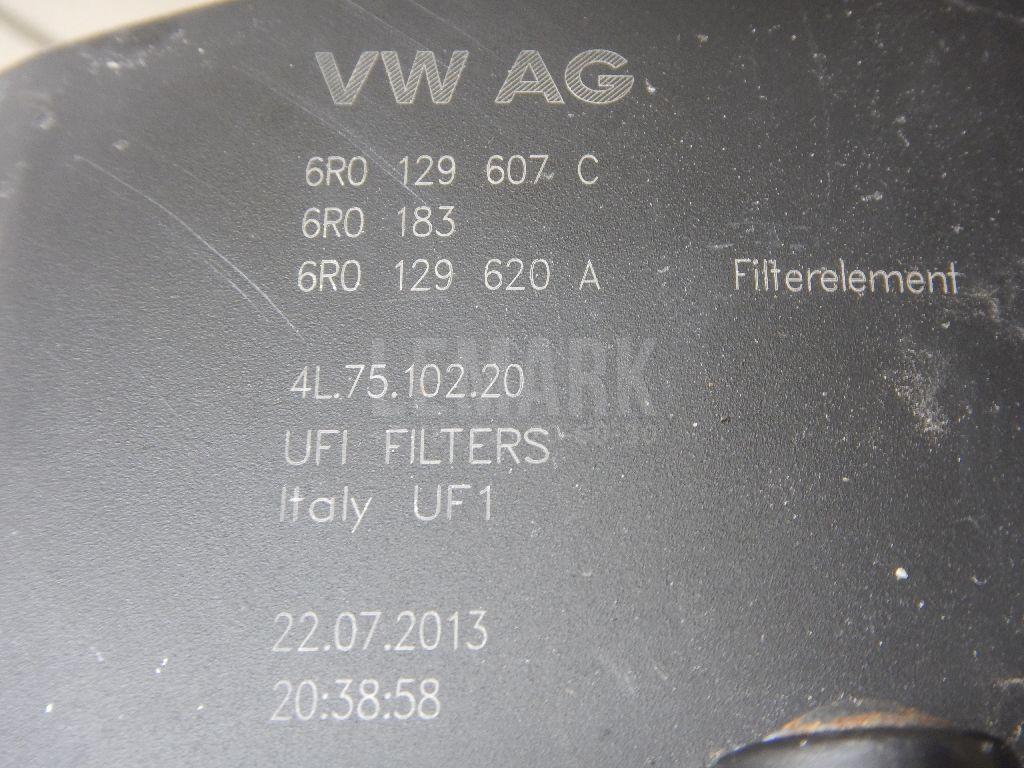 VW AG
6R0 129 607 C
6R0 183
6R0 129 620 A Filterelement
LEMARK
4L.75.102.20
UFI FILTERS
Italy UF1
22.07.2013
20:38:58